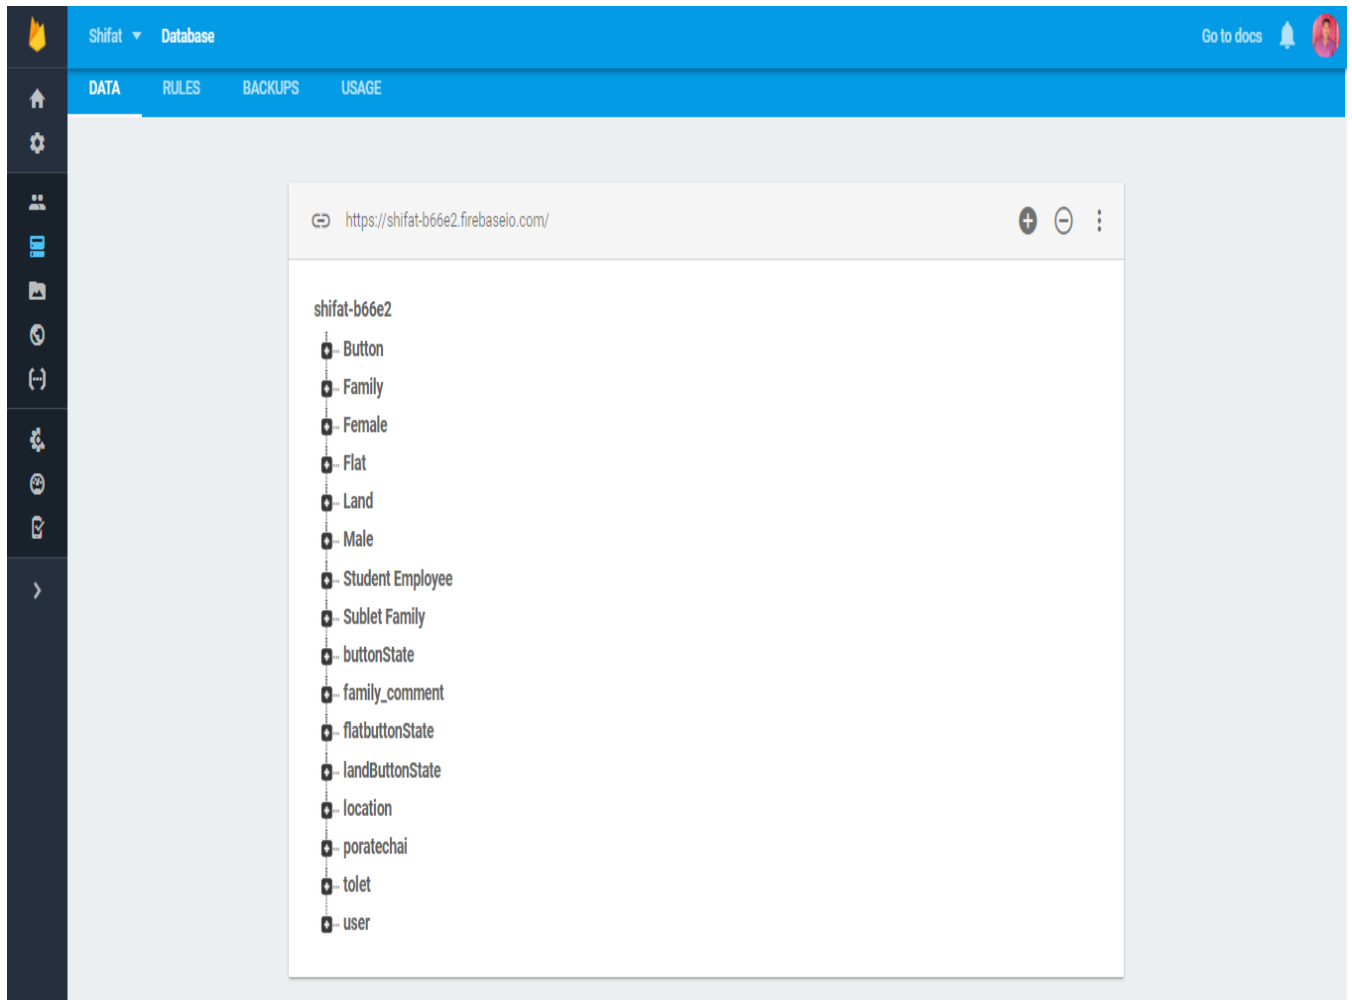 Shifat Database Go to docs
DATA RULES BACKUPS USAGE
https://shifat-b66e2.firebaseio.com/
shifat-b66e2
Button
Family
Female
Flat
Land
Male
Student Employee
Sublet Family
buttonState
family_comment
flatbuttonState
landButtonState
location
poratechai
tolet
user